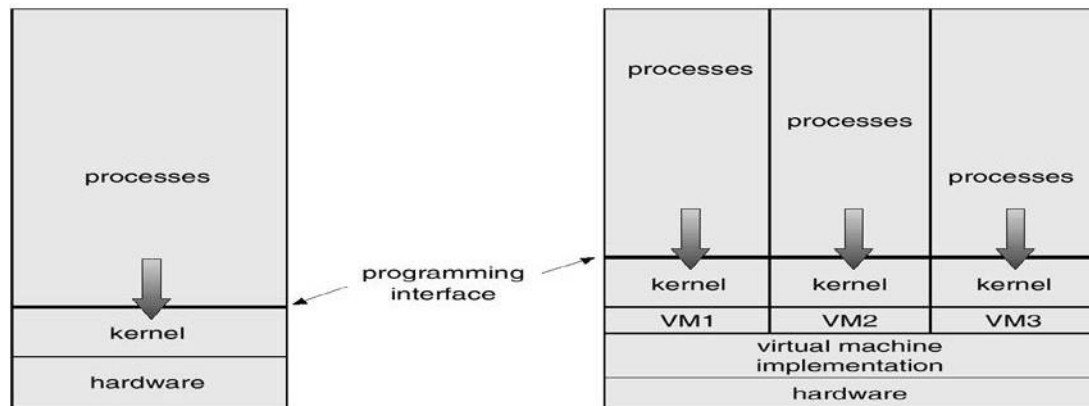 processes
kernel
hardware
programming
interface
processes
processes
processes
kernel
kernel
kernel
VM1
VM2
VM3
virtual machine
implementation
hardware